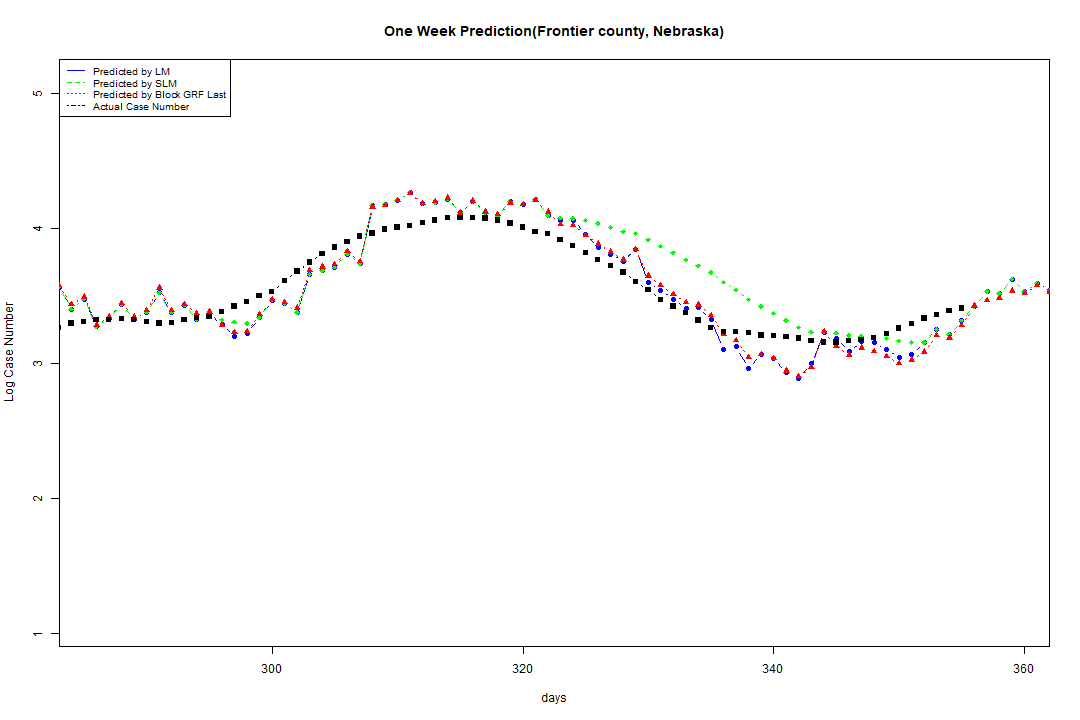 One Week Prediction(Frontier county, Nebraska)
Predicted by LM
Predicted by SLM
Predicted by Block GRF Last
Actual Case Number
5
4
3
2
1
Log Case Number
300
320
340
360
days